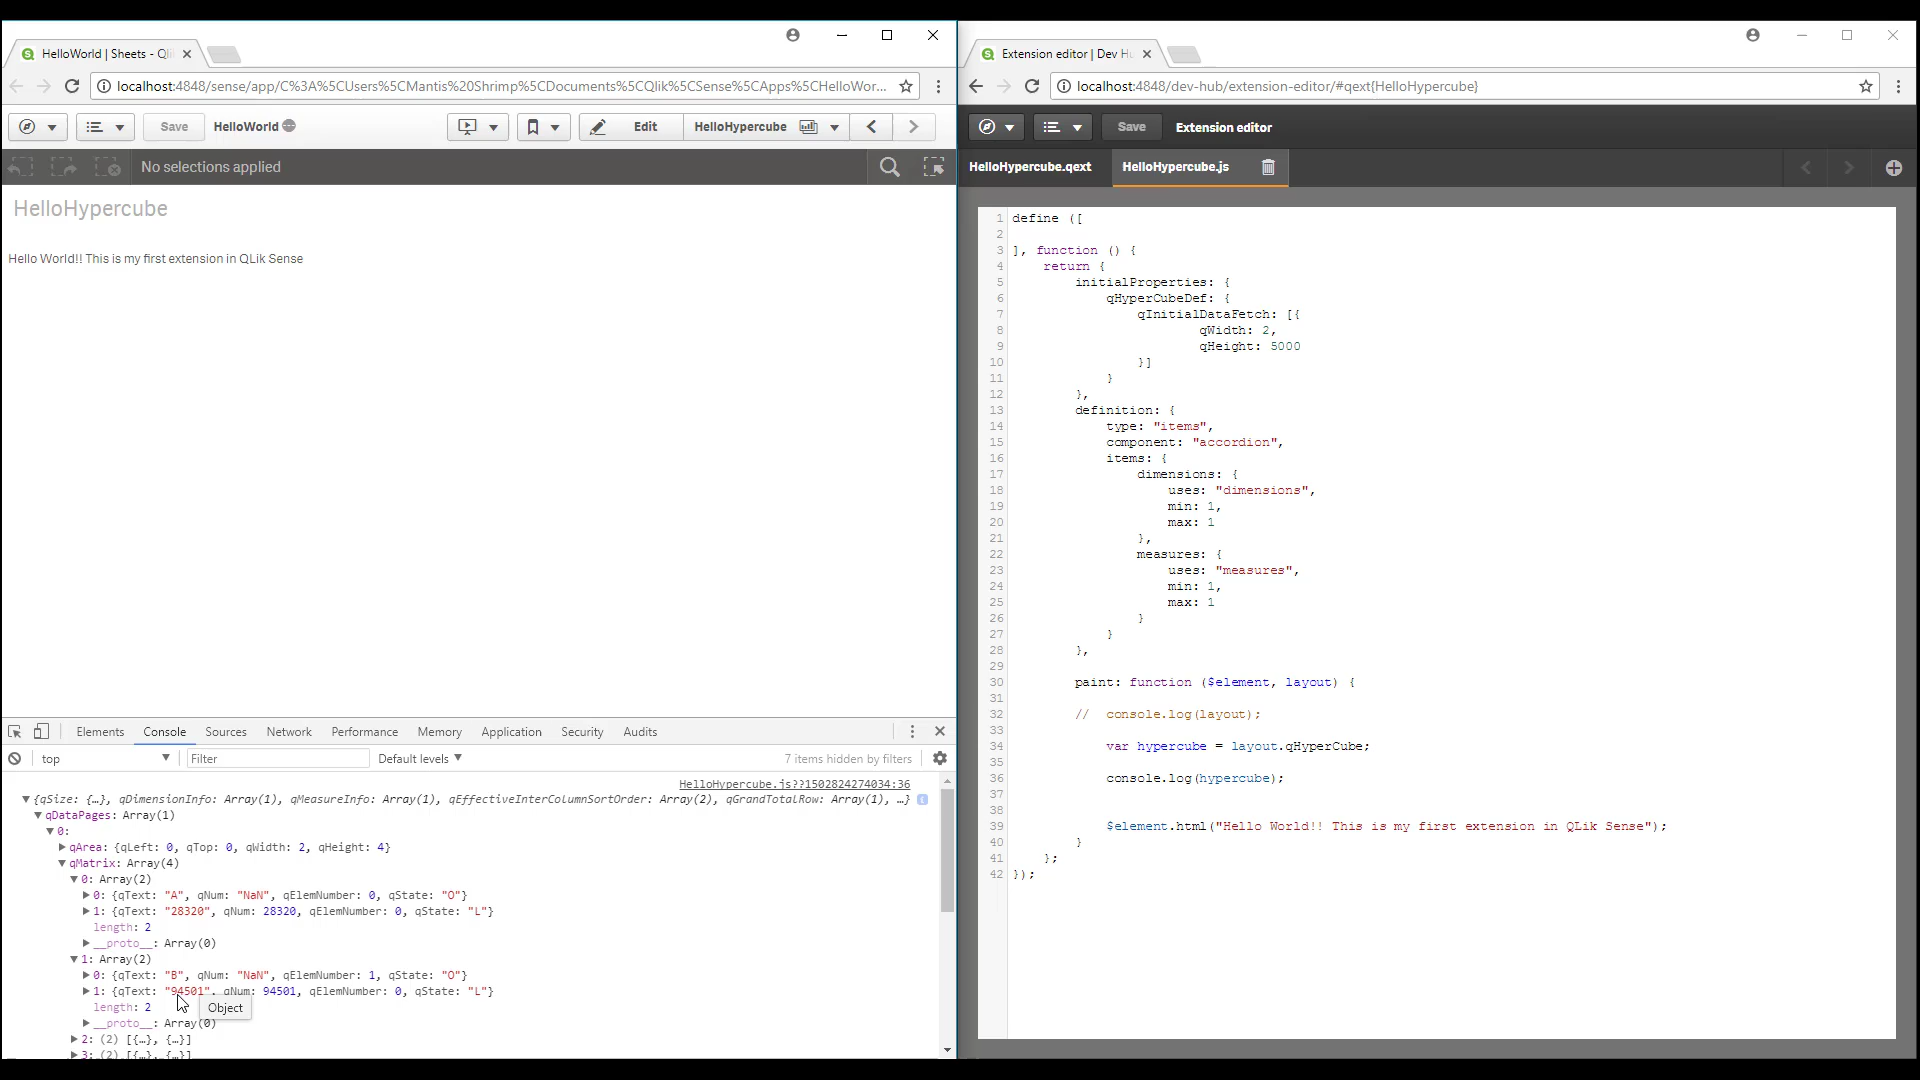 HelloWorld | Sheets - Ql
localhost:4848/sense/app/C%3A%5CUsers%5CMantis%20Shrimp%5CDocuments%5CQlik%5CSense%5CApps%5CHelloWor...
Save
HelloWorld
Edit
HelloHypercube
No selections applied
HelloHypercube
Hello World!! This is my first extension in QLik Sense
Elements Console Sources Network Performance Memory Application Security Audits
top
Filter
Default levels
7 items hidden by filters
HelloHypercube.js??1502824274034:36
{qSize: {…}, qDimensionInfo: Array(1), qMeasureInfo: Array(1), qEffectiveInterColumnSortOrder: Array(2), qGrandTotalRow: Array(1), …}
qDataPages: Array(1)
0:
qArea: {qLeft: 0, qTop: 0, qWidth: 2, qHeight: 4}
qMatrix: Array(4)
0: Array(2)
0: {qText: "A", qNum: "NaN", qElemNumber: 0, qState: "O"}
1: {qText: "28320", qNum: 28320, qElemNumber: 0, qState: "L"}
length: 2
__proto__: Array(0)
1: Array(2)
0: {qText: "B", qNum: "NaN", qElemNumber: 1, qState: "O"}
1: {qText: "94501", qNum: 94501, qElemNumber: 0, qState: "L"}
length: 2
Object
__proto__: Array(0)
2: (2) [{…}, {…}]
3: (2) [{…}, {…}]
Extension editor | Dev H
localhost:4848/dev-hub/extension-editor/#qext{HelloHypercube}
Save
Extension editor
HelloHypercube.qext
HelloHypercube.js
1 define ([
2
3 ], function () {
4 return {
5 initialProperties: {
6 qHyperCubeDef: {
7 qInitialDataFetch: [{
8 qWidth: 2,
9 qHeight: 5000
10 }]
11 }
12 },
13 definition: {
14 type: "items",
15 component: "accordion",
16 items: {
17 dimensions: {
18 uses: "dimensions",
19 min: 1,
20 max: 1
21 },
22 measures: {
23 uses: "measures",
24 min: 1,
25 max: 1
26 }
27 }
28 },
29
30 paint: function ($element, layout) {
31
32 // console.log(layout);
33
34 var hypercube = layout.qHyperCube;
35
36 console.log(hypercube);
37
38
39 $element.html("Hello World!! This is my first extension in QLik Sense");
40 }
41 };
42 });